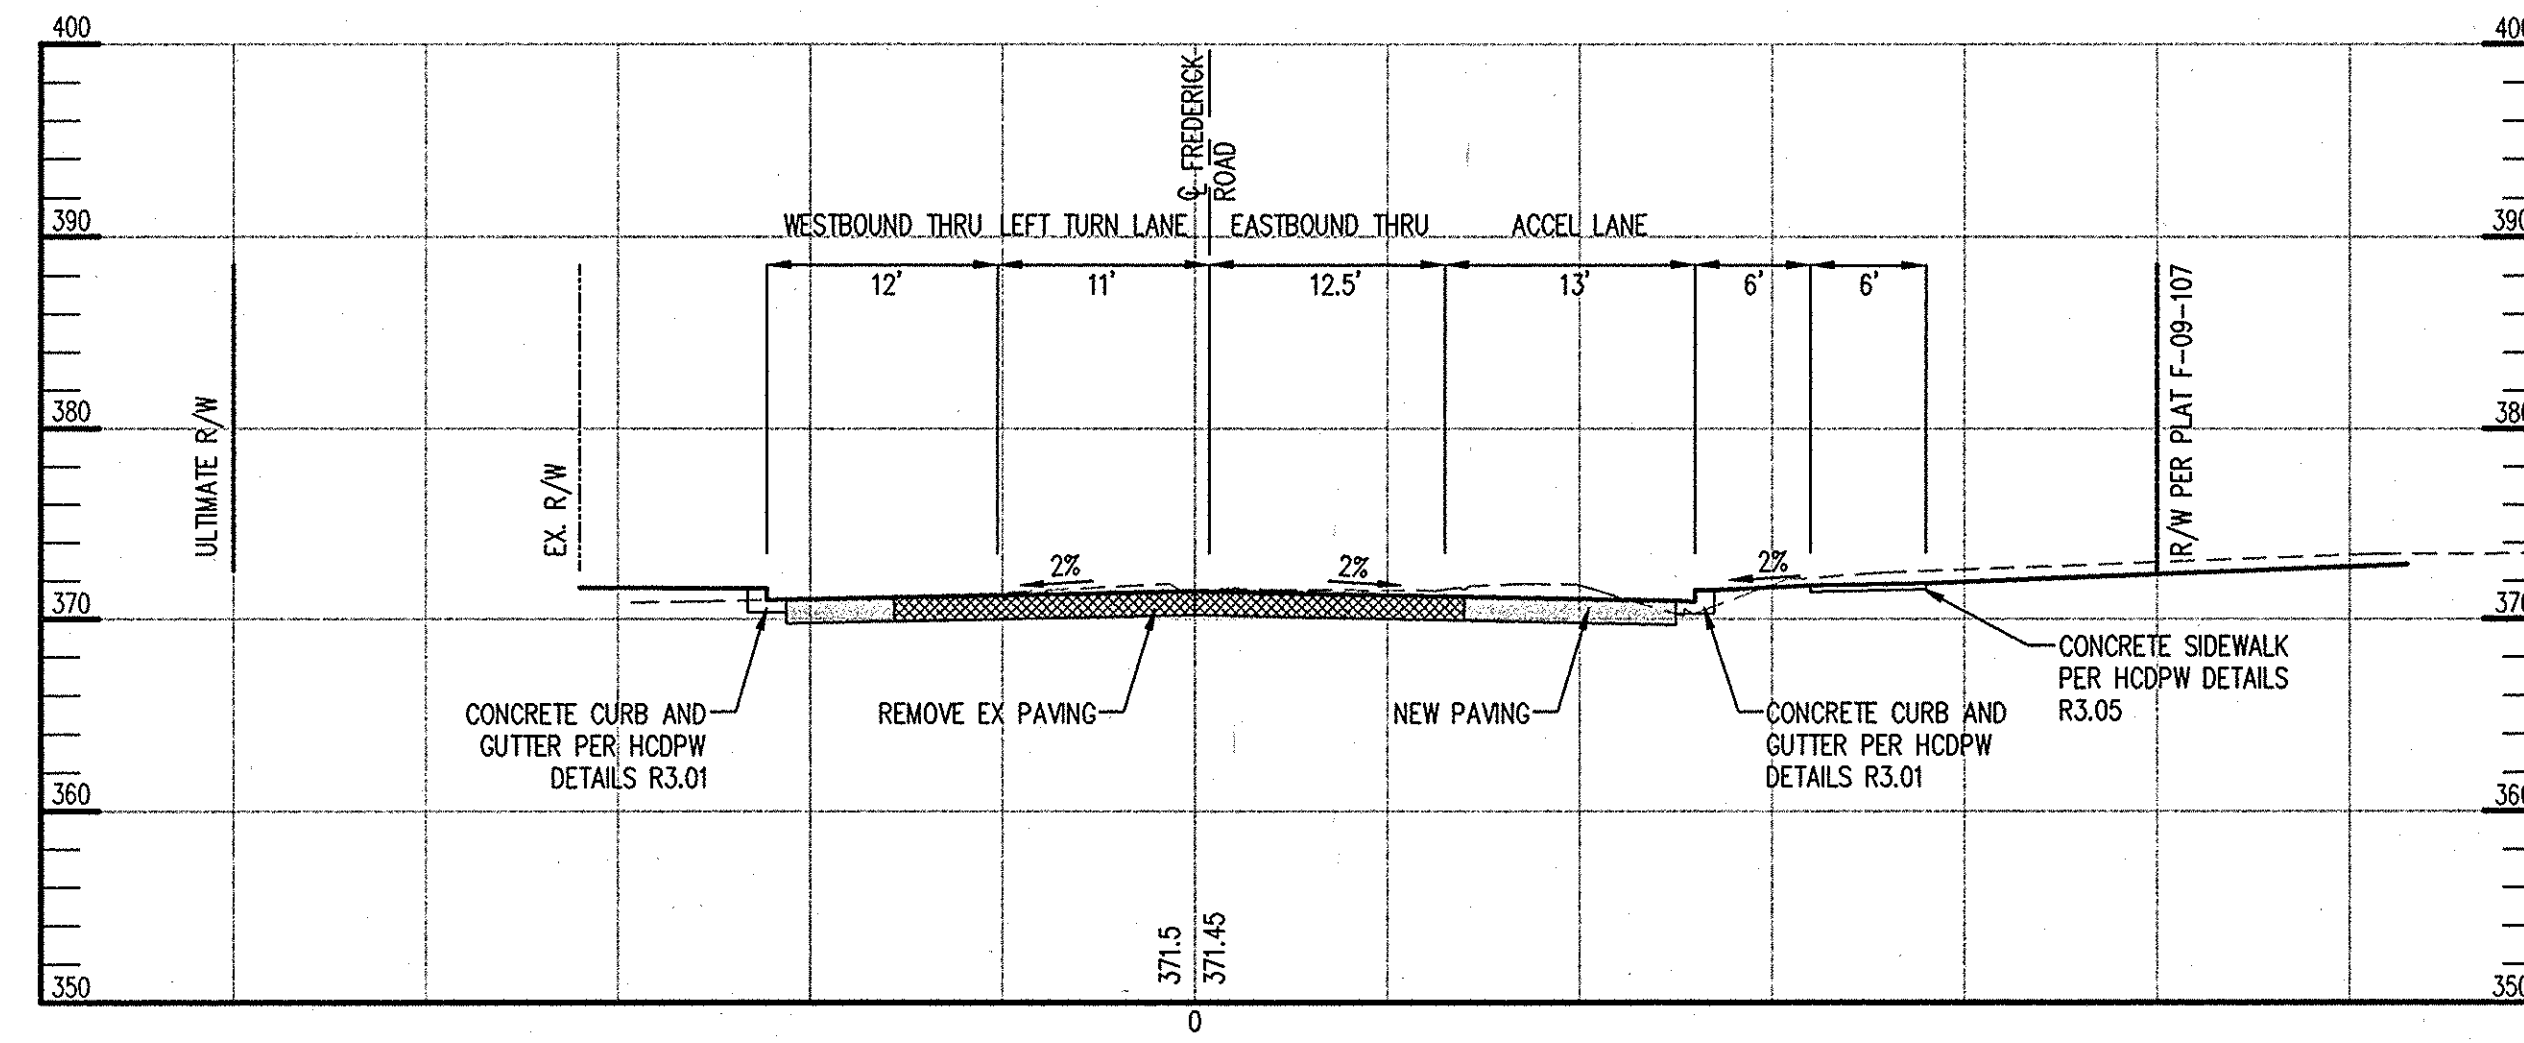 400
400
℄ FREDERICK
ROAD
390
390
WESTBOUND THRU LEFT TURN LANE EASTBOUND THRU ACCEL LANE
12' 11' 12.5' 13' 6' 6'
R/W PER PLAT F-09-107
380
380
ULTIMATE R/W
EX. R/W
2% 2% 2%
370
370
CONCRETE SIDEWALK
PER HCDPW DETAILS
R3.05
CONCRETE CURB AND
GUTTER PER HCDPW
DETAILS R3.01
REMOVE EX PAVING
NEW PAVING
CONCRETE CURB AND
GUTTER PER HCDPW
DETAILS R3.01
360
360
371.5
371.45
350
350
0